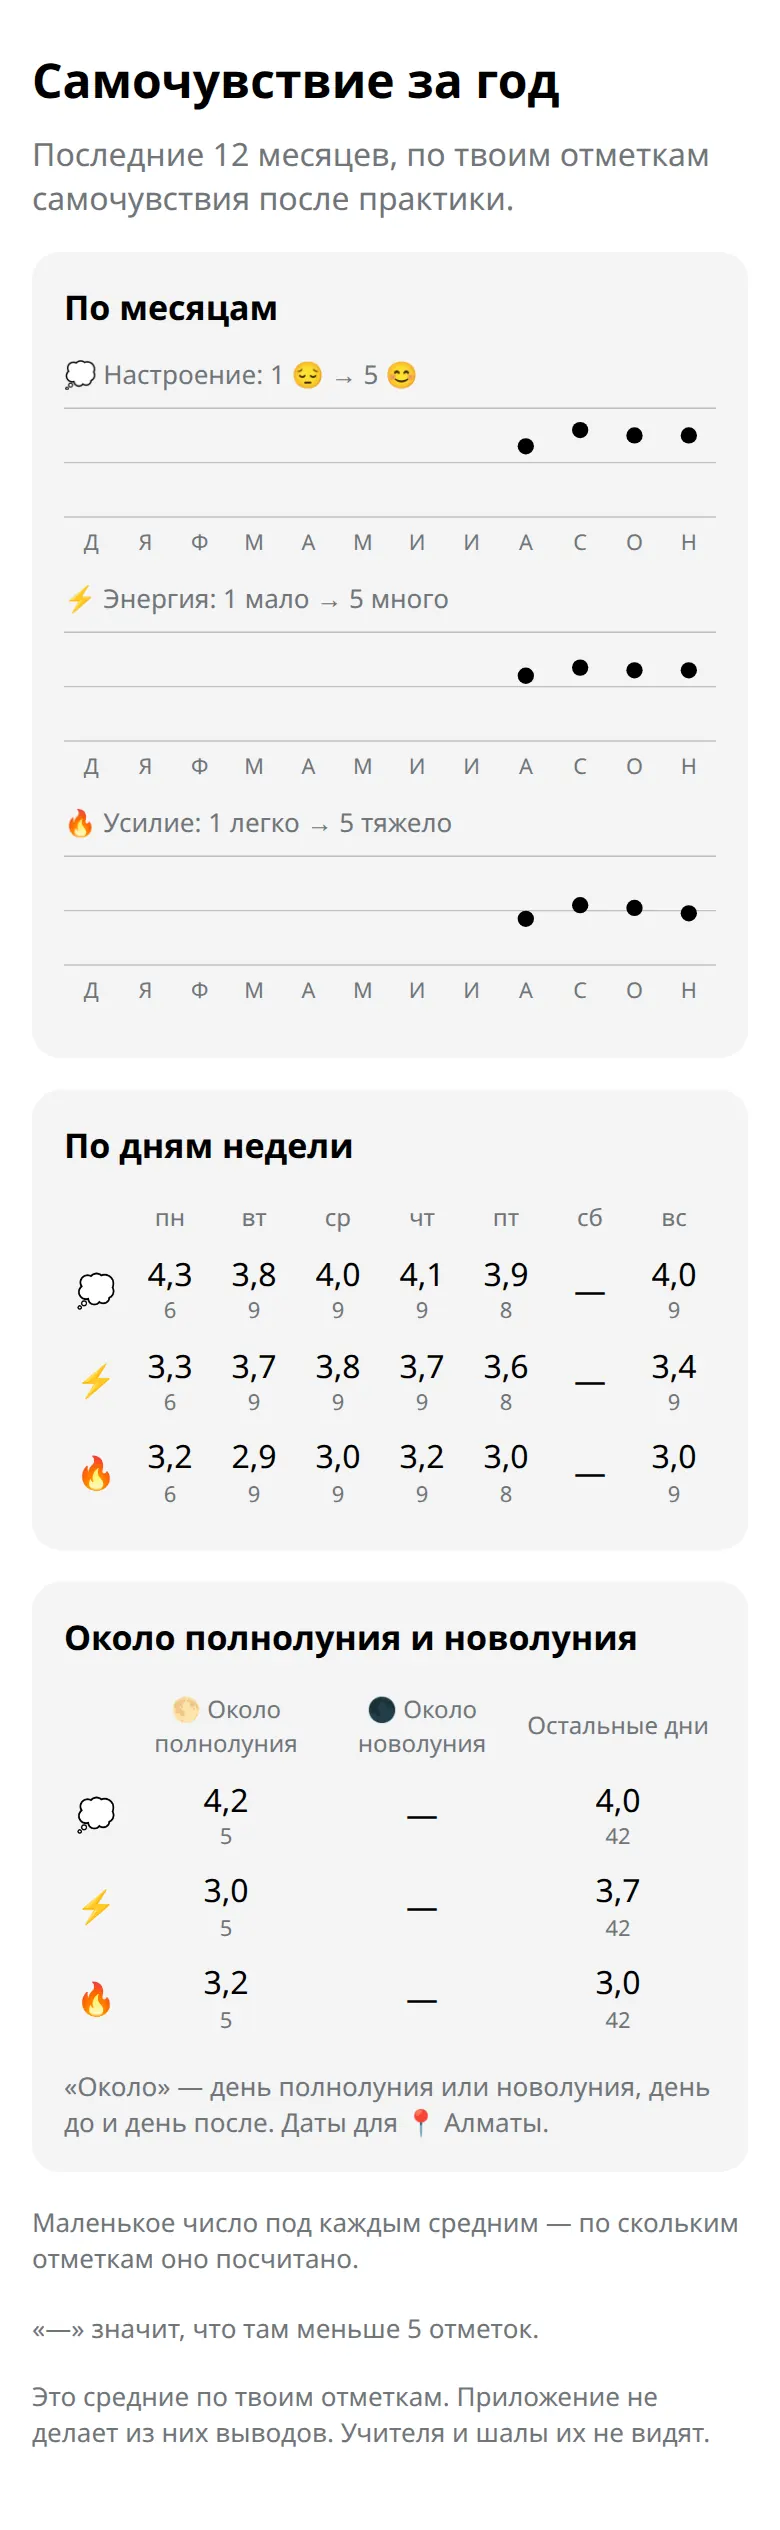 Самочувствие за год
Последние 12 месяцев, по твоим отметкам
самочувствия после практики.
По месяцам
💭 Настроение: 1 😔 → 5 😊
Д Я Ф М А М И И А С О Н
⚡ Энергия: 1 мало → 5 много
Д Я Ф М А М И И А С О Н
🔥 Усилие: 1 легко → 5 тяжело
Д Я Ф М А М И И А С О Н
По дням недели
пн вт ср чт пт сб вс
💭 4,3 3,8 4,0 4,1 3,9 — 4,0
6 9 9 9 8 9
⚡ 3,3 3,7 3,8 3,7 3,6 — 3,4
6 9 9 9 8 9
🔥 3,2 2,9 3,0 3,2 3,0 — 3,0
6 9 9 9 8 9
Около полнолуния и новолуния
🌕 Около 🌑 Около Остальные дни
полнолуния новолуния
💭 4,2 — 4,0
5 42
⚡ 3,0 — 3,7
5 42
🔥 3,2 — 3,0
5 42
«Около» — день полнолуния или новолуния, день
до и день после. Даты для 📍 Алматы.
Маленькое число под каждым средним — по скольким
отметкам оно посчитано.
«—» значит, что там меньше 5 отметок.
Это средние по твоим отметкам. Приложение не
делает из них выводов. Учителя и шалы их не видят.